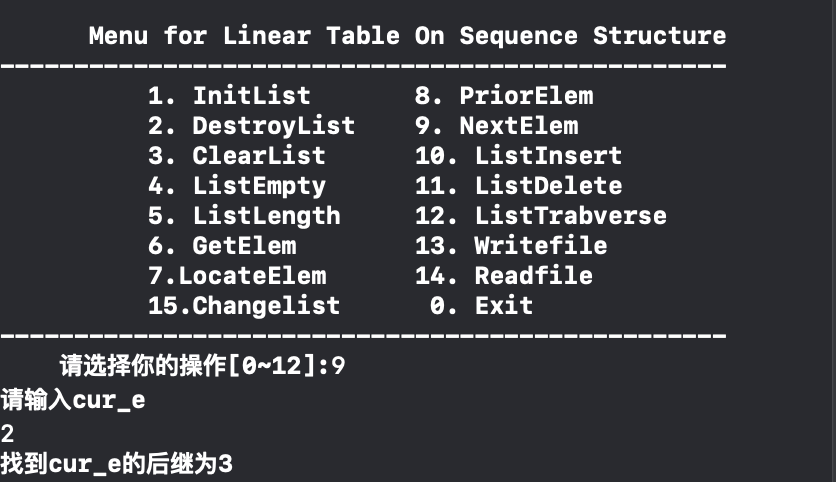 Menu for Linear Table On Sequence Structure
-------------------------------------------------
1. InitList 8. PriorElem
2. DestroyList 9. NextElem
3. ClearList 10. ListInsert
4. ListEmpty 11. ListDelete
5. ListLength 12. ListTrabverse
6. GetElem 13. Writefile
7.LocateElem 14. Readfile
15.Changelist 0. Exit
-------------------------------------------------
请选择你的操作[0~12]:9
请输入cur_e
2
找到cur_e的后继为3